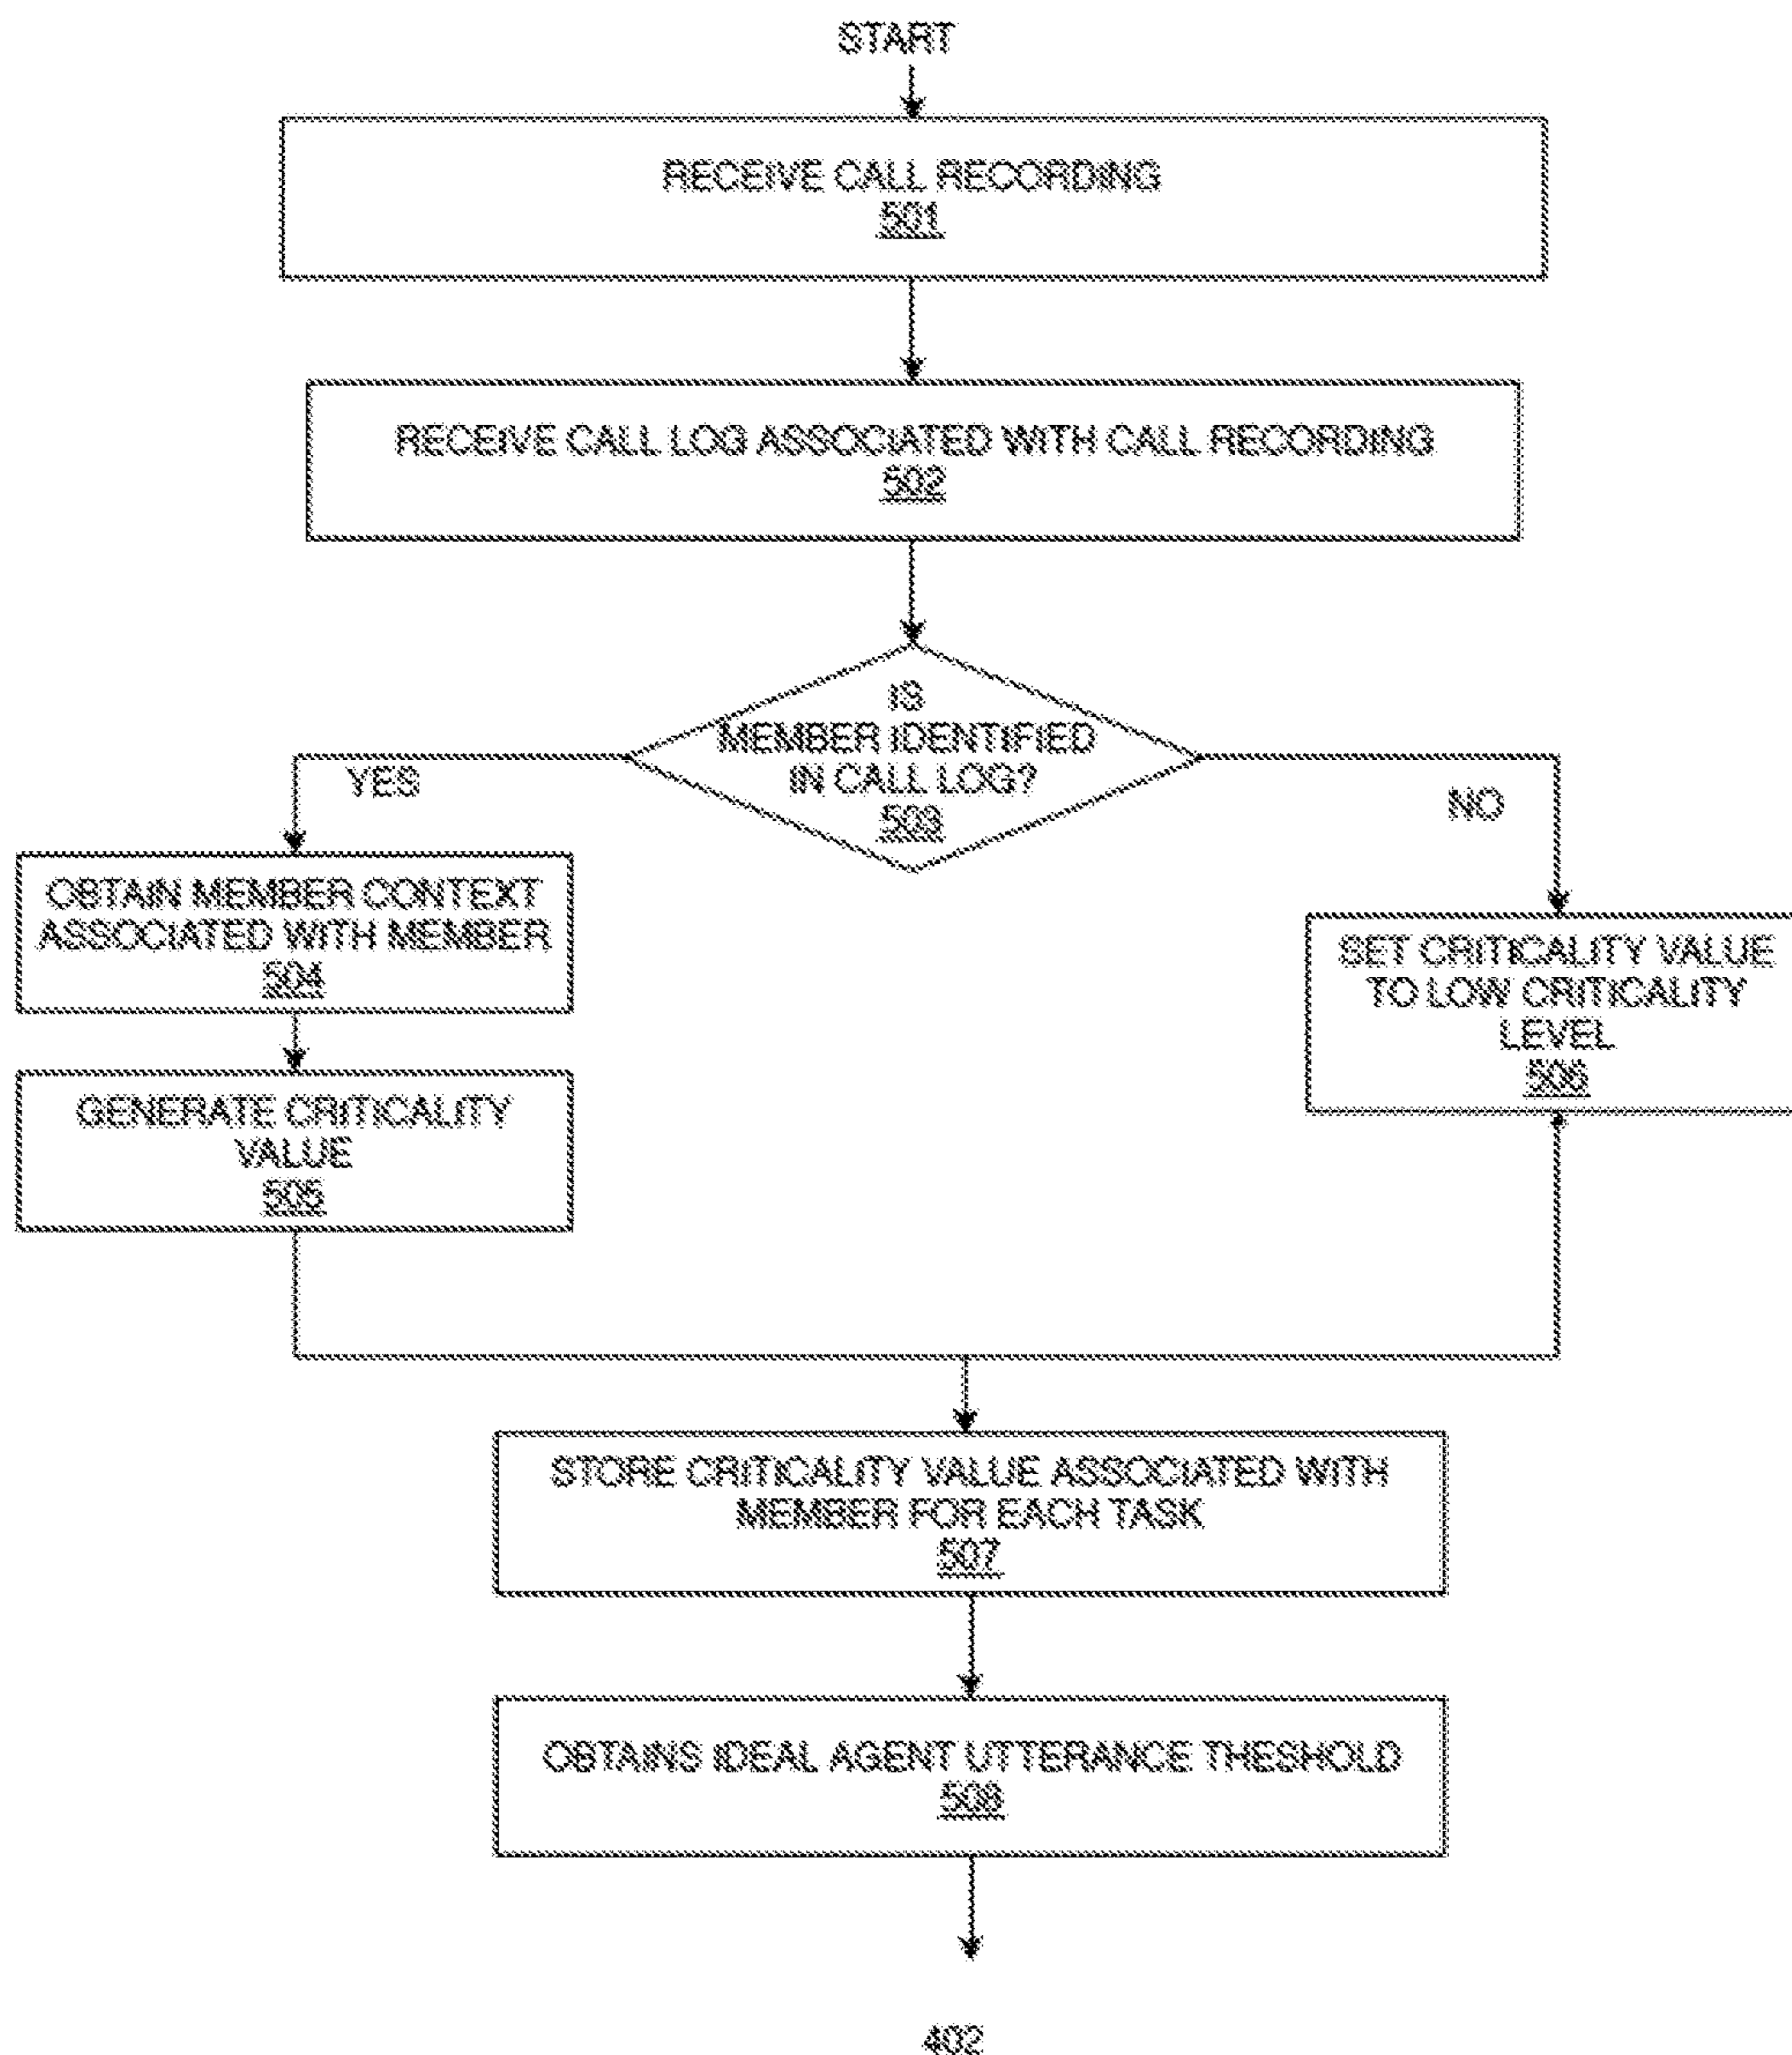 START
RECEIVE CALL RECORDING
501
RECEIVE CALL LOG ASSOCIATED WITH CALL RECORDING
502
IS
MEMBER IDENTIFIED
IN CALL LOG?
503
YES
NO
OBTAIN MEMBER CONTEXT
ASSOCIATED WITH MEMBER
504
SET CRITICALITY VALUE
TO LOW CRITICALITY
LEVEL
506
GENERATE CRITICALITY
VALUE
505
STORE CRITICALITY VALUE ASSOCIATED WITH
MEMBER FOR EACH TASK
507
OBTAINS IDEAL AGENT UTTERANCE THESHOLD
508
402